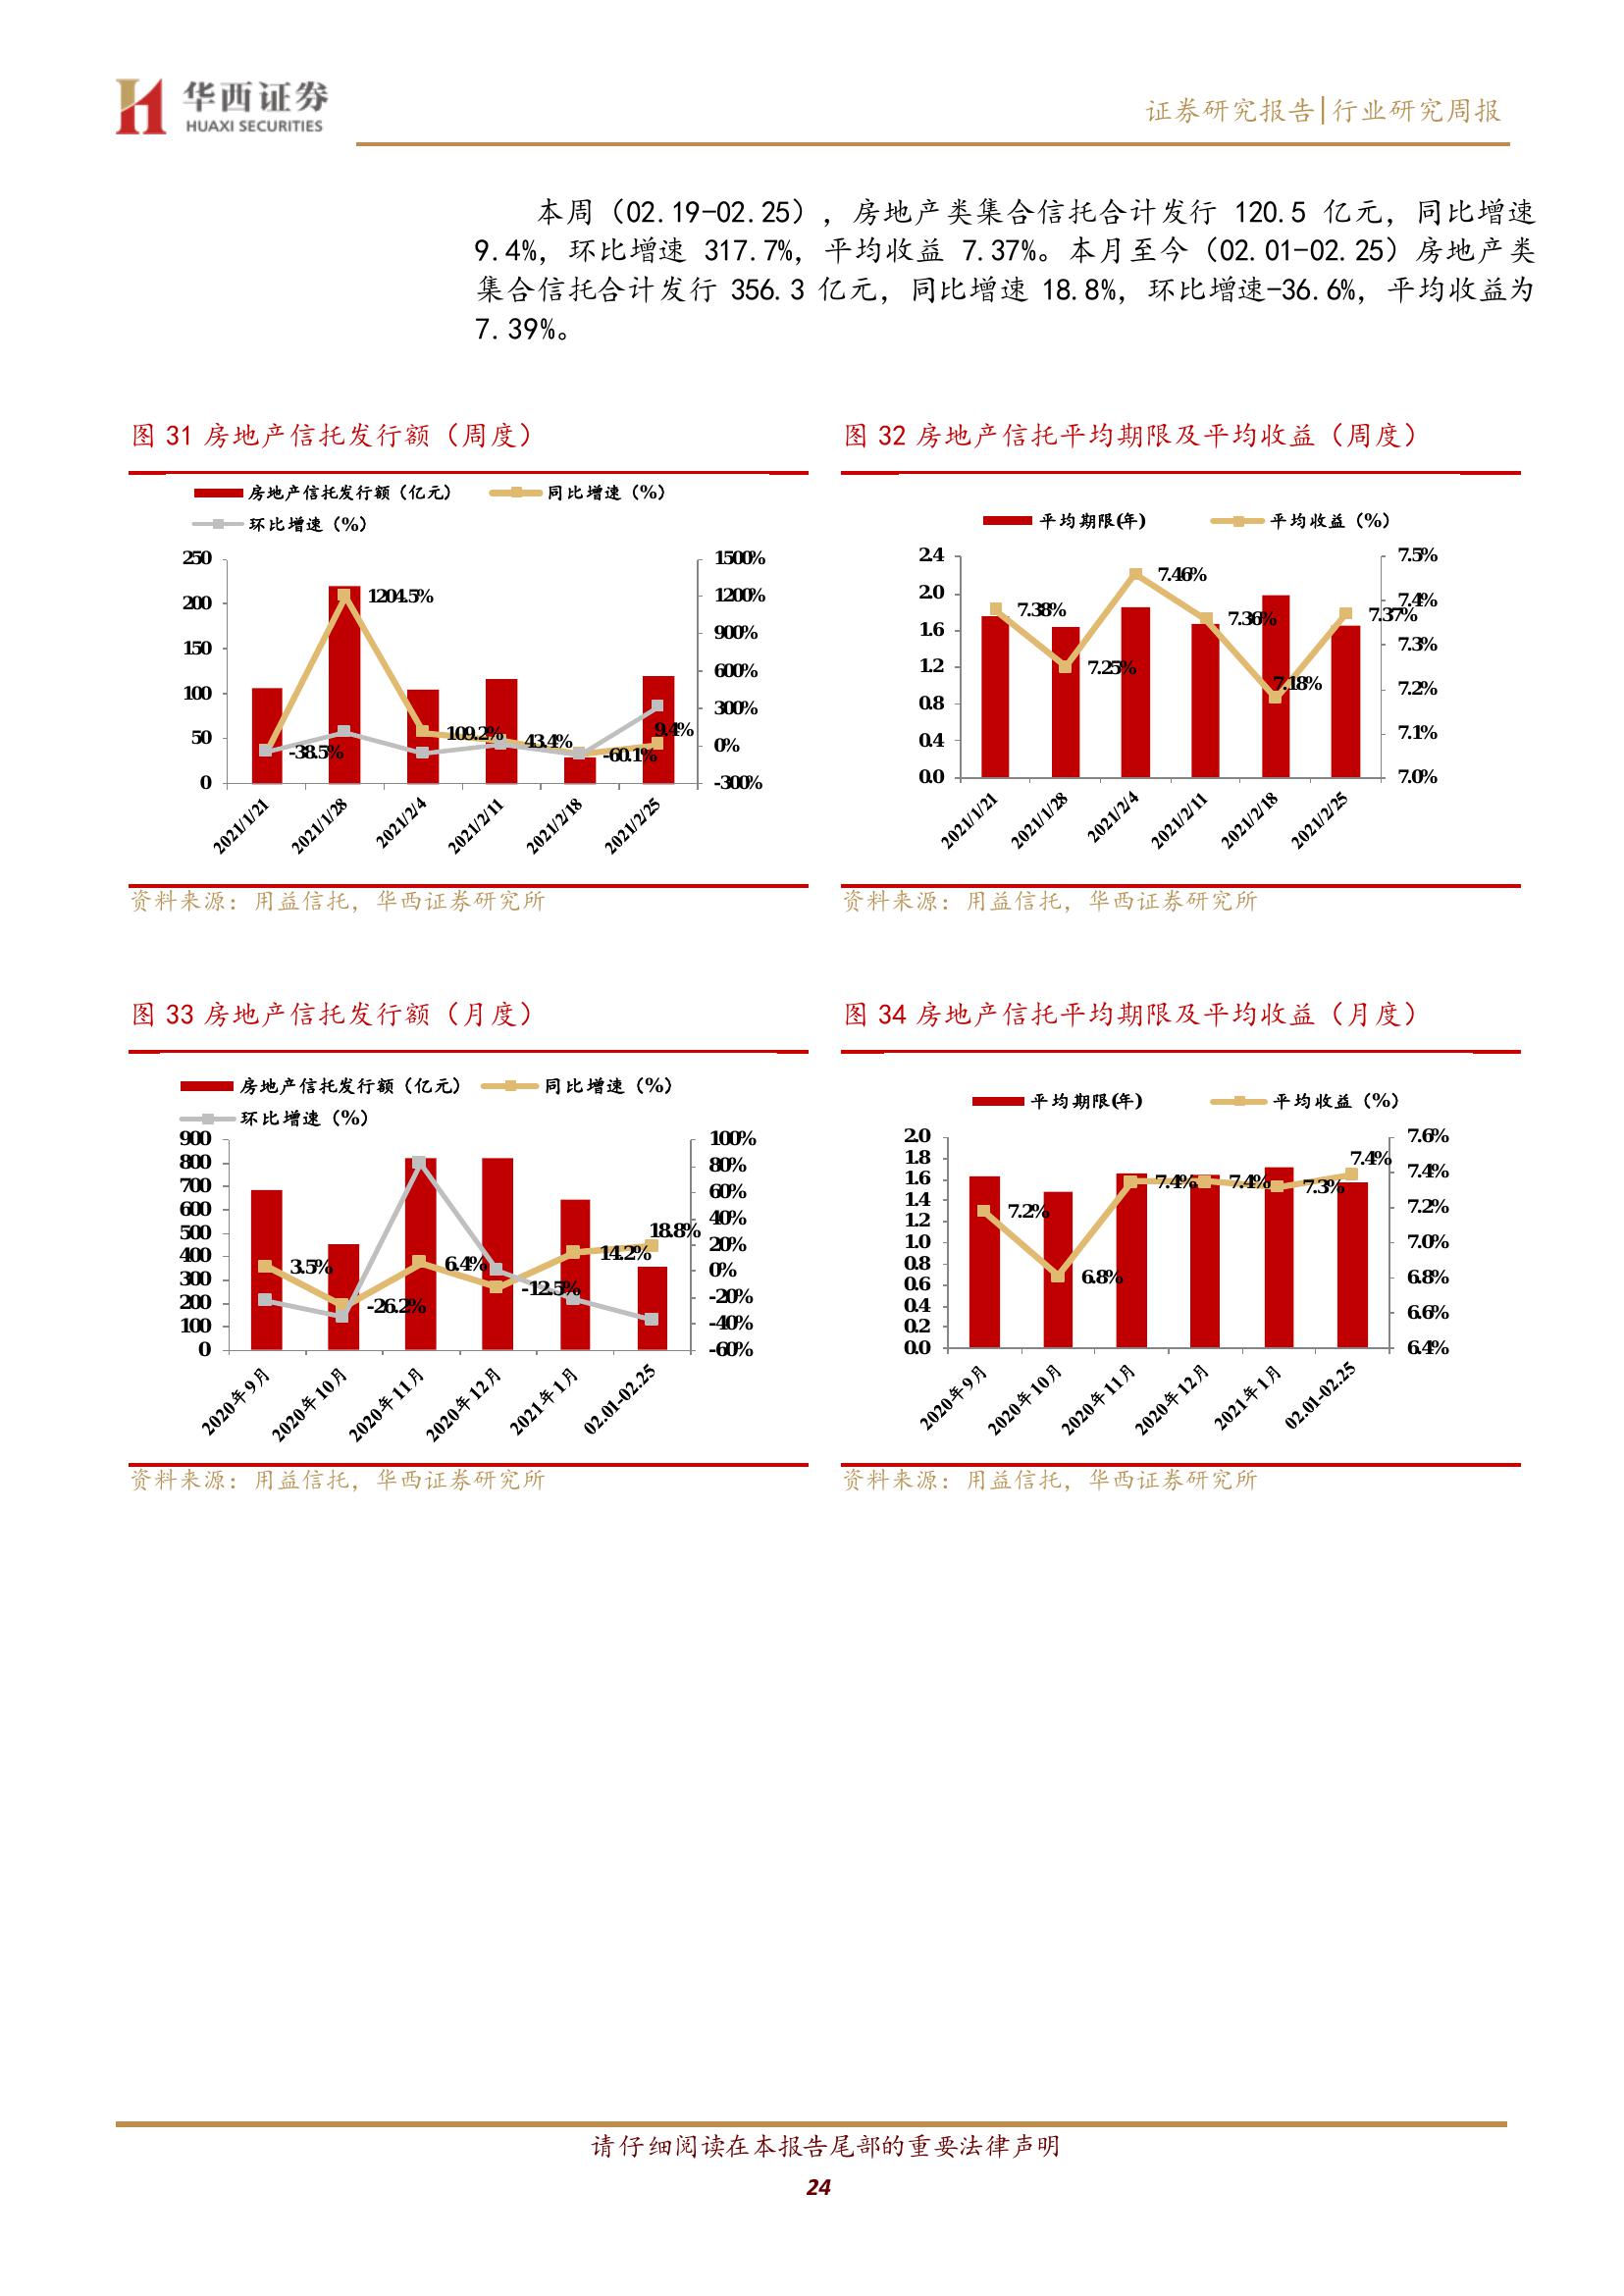 华西证券
HUAXI SECURITIES
证券研究报告|行业研究周报
本周（02.19-02.25），房地产类集合信托合计发行 120.5 亿元，同比增速
9.4%，环比增速 317.7%，平均收益 7.37%。本月至今（02.01-02.25）房地产类
集合信托合计发行 356.3 亿元，同比增速 18.8%，环比增速-36.6%，平均收益为
7.39%。
图 31 房地产信托发行额（周度）
房地产信托发行额（亿元）
同比增速（%）
环比增速（%）
250
200
150
100
50
0
1500%
1200%
900%
600%
300%
0%
-300%
-38.5%
1204.5%
109.2%
43.4%
-60.1%
9.4%
2021/1/21
2021/1/28
2021/2/4
2021/2/11
2021/2/18
2021/2/25
资料来源：用益信托，华西证券研究所
图 32 房地产信托平均期限及平均收益（周度）
平均期限(年)
平均收益（%）
2.4
2.0
1.6
1.2
0.8
0.4
0.0
7.5%
7.4%
7.3%
7.2%
7.1%
7.0%
7.38%
7.25%
7.46%
7.36%
7.18%
7.37%
2021/1/21
2021/1/28
2021/2/4
2021/2/11
2021/2/18
2021/2/25
资料来源：用益信托，华西证券研究所
图 33 房地产信托发行额（月度）
房地产信托发行额（亿元）
同比增速（%）
环比增速（%）
900
800
700
600
500
400
300
200
100
0
100%
80%
60%
40%
20%
0%
-20%
-40%
-60%
3.5%
-26.2%
6.4%
-12.5%
14.2%
18.8%
2020年9月
2020年10月
2020年11月
2020年12月
2021年1月
02.01-02.25
资料来源：用益信托，华西证券研究所
图 34 房地产信托平均期限及平均收益（月度）
平均期限(年)
平均收益（%）
2.0
1.8
1.6
1.4
1.2
1.0
0.8
0.6
0.4
0.2
0.0
7.6%
7.4%
7.2%
7.0%
6.8%
6.6%
6.4%
7.2%
6.8%
7.4%
7.4%
7.3%
7.4%
2020年9月
2020年10月
2020年11月
2020年12月
2021年1月
02.01-02.25
资料来源：用益信托，华西证券研究所
请仔细阅读在本报告尾部的重要法律声明
24